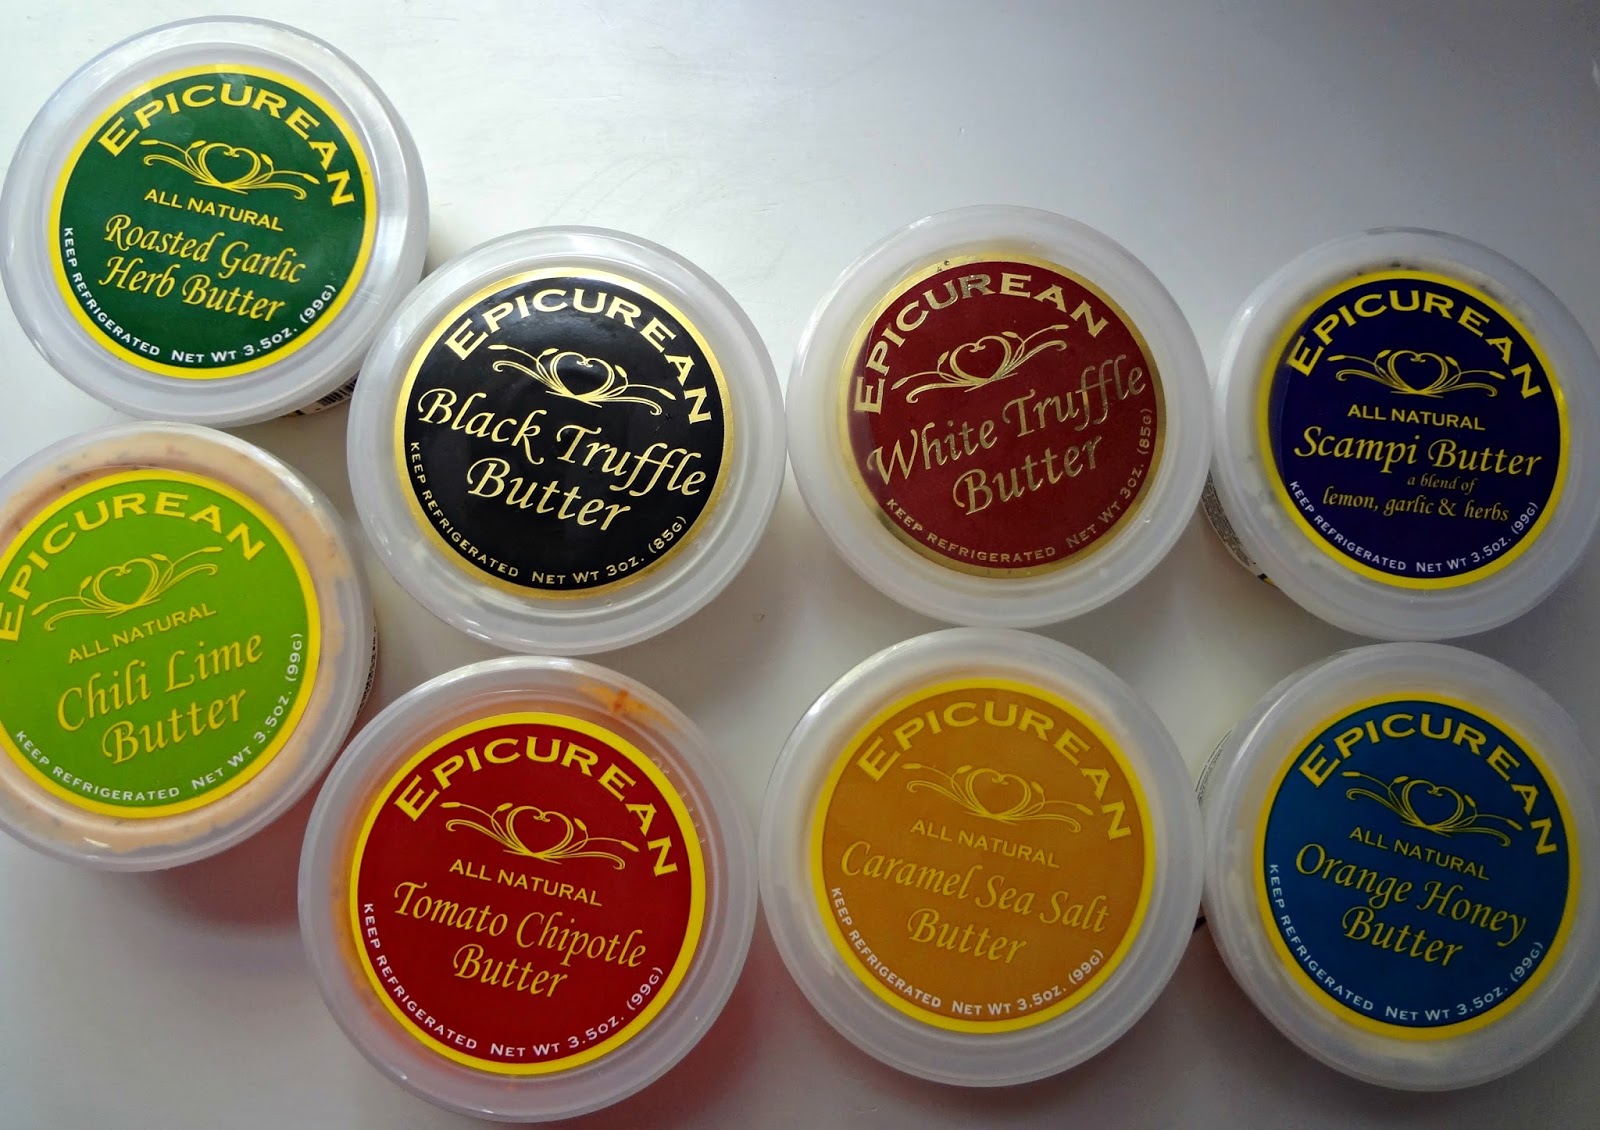 EPICUREAN
ALL NATURAL
Roasted Garlic
Herb Butter
KEEP REFRIGERATED NET WT 3.5OZ. (99G)
EPICUREAN
Black Truffle
Butter
KEEP REFRIGERATED NET WT 3OZ. (85G)
EPICUREAN
White Truffle
Butter
KEEP REFRIGERATED NET WT 3OZ. (85G)
EPICUREAN
ALL NATURAL
Scampi Butter
a blend of
lemon, garlic & herbs
KEEP REFRIGERATED NET WT 3.5OZ. (99G)
EPICUREAN
ALL NATURAL
Chili Lime
Butter
KEEP REFRIGERATED NET WT 3.5OZ. (99G)
EPICUREAN
ALL NATURAL
Tomato Chipotle
Butter
KEEP REFRIGERATED NET WT 3.5OZ. (99G)
EPICUREAN
ALL NATURAL
Caramel Sea Salt
Butter
KEEP REFRIGERATED NET WT 3.5OZ. (99G)
EPICUREAN
ALL NATURAL
Orange Honey
Butter
KEEP REFRIGERATED NET WT 3.5OZ. (99G)